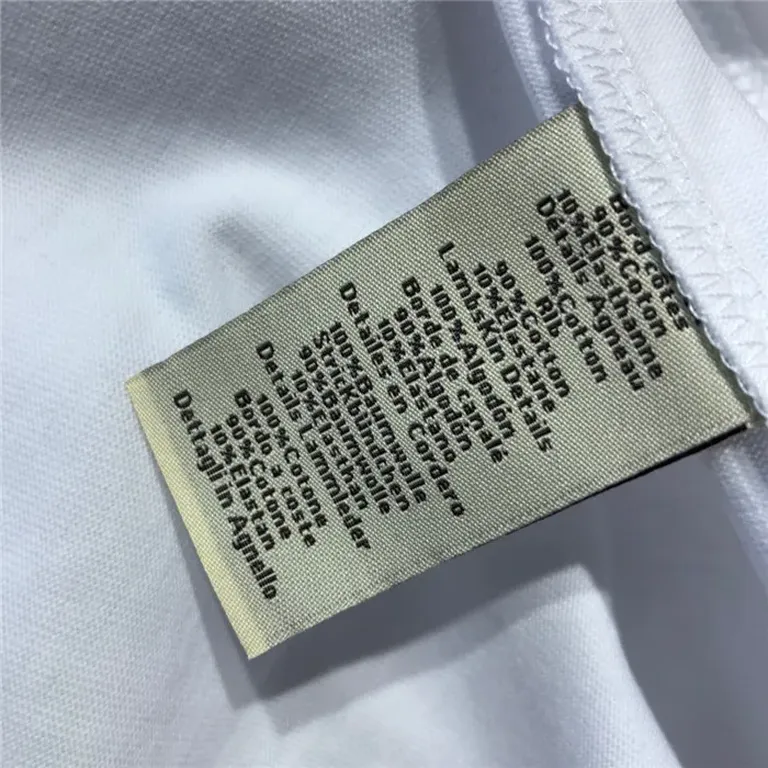 Bord côtes
90%Coton
10%Elasthanne
Details Agneau
100%Cotton
Rib
90%Cotton
10%Elastane
LambsKin Details
100%Algodón
Borde de canalé
90%Algodón
10%Elastano
Detalles en Cordero
100%Baumwolle
Strickbündchen
90%Baumwolle
10%Elasthan
Details Lammleder
100%Cotone
Bordo a coste
90%Cotone
10%Elastan
Dettagli in Agnello